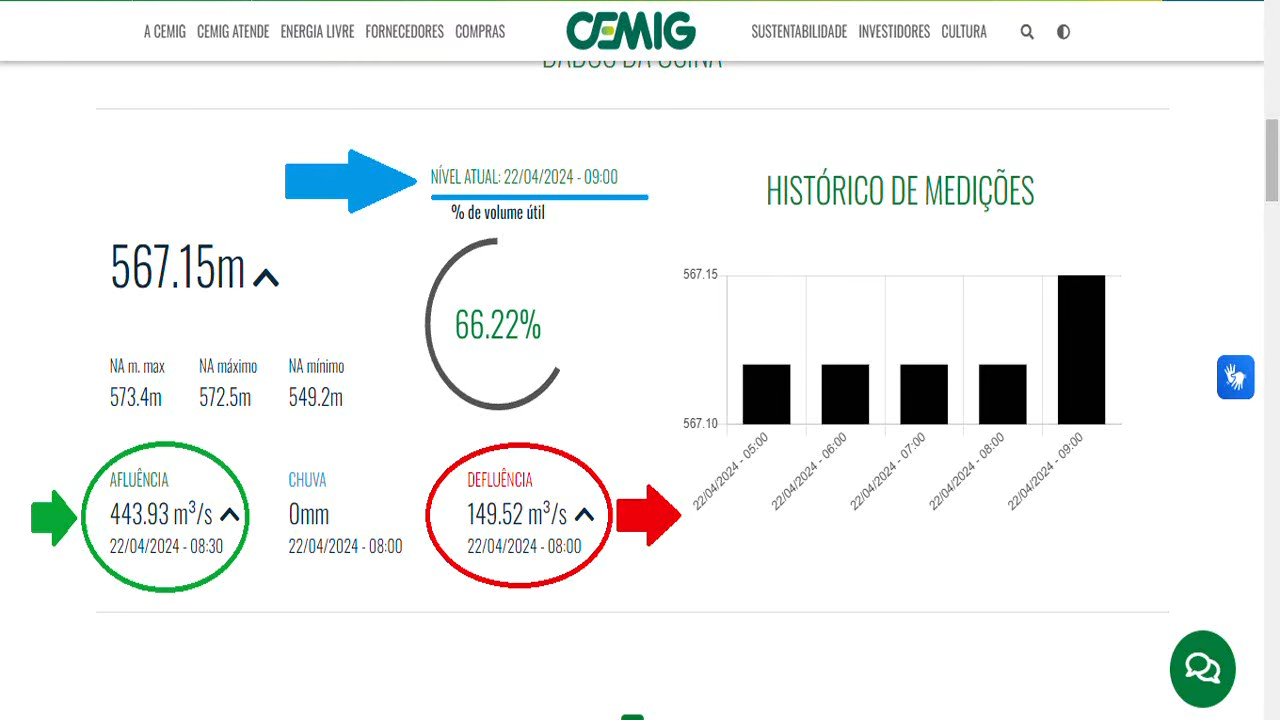 A CEMIG CEMIG ATENDE ENERGIA LIVRE FORNECEDORES COMPRAS CEMIG SUSTENTABILIDADE INVESTIDORES CULTURA
DADOS DA USINA
NÍVEL ATUAL: 22/04/2024 - 09:00
% de volume útil
567.15m
66.22%
NA m. max NA máximo NA mínimo
573.4m 572.5m 549.2m
AFLUÊNCIA CHUVA DEFLUÊNCIA
443.93 m³/s 0mm 149.52 m³/s
22/04/2024 - 08:30 22/04/2024 - 08:00 22/04/2024 - 08:00
HISTÓRICO DE MEDIÇÕES
567.15
567.10
22/04/2024 - 05:00
22/04/2024 - 06:00
22/04/2024 - 07:00
22/04/2024 - 08:00
22/04/2024 - 09:00